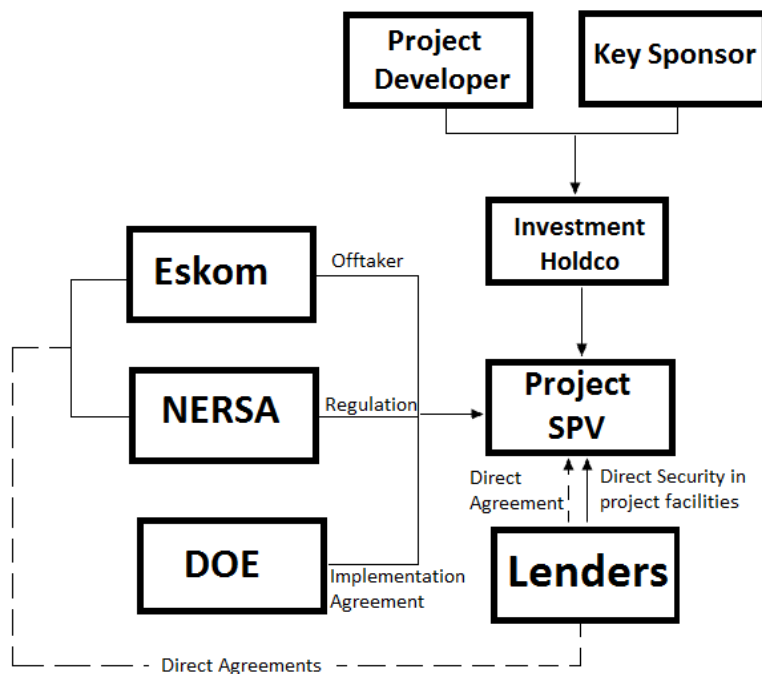 Project
Developer
Key Sponsor
Investment
Holdco
Eskom
Offtaker
NERSA
Regulation
Project
SPV
Direct
Agreement
Direct Security in
project facilities
DOE
Implementation
Agreement
Lenders
Direct Agreements